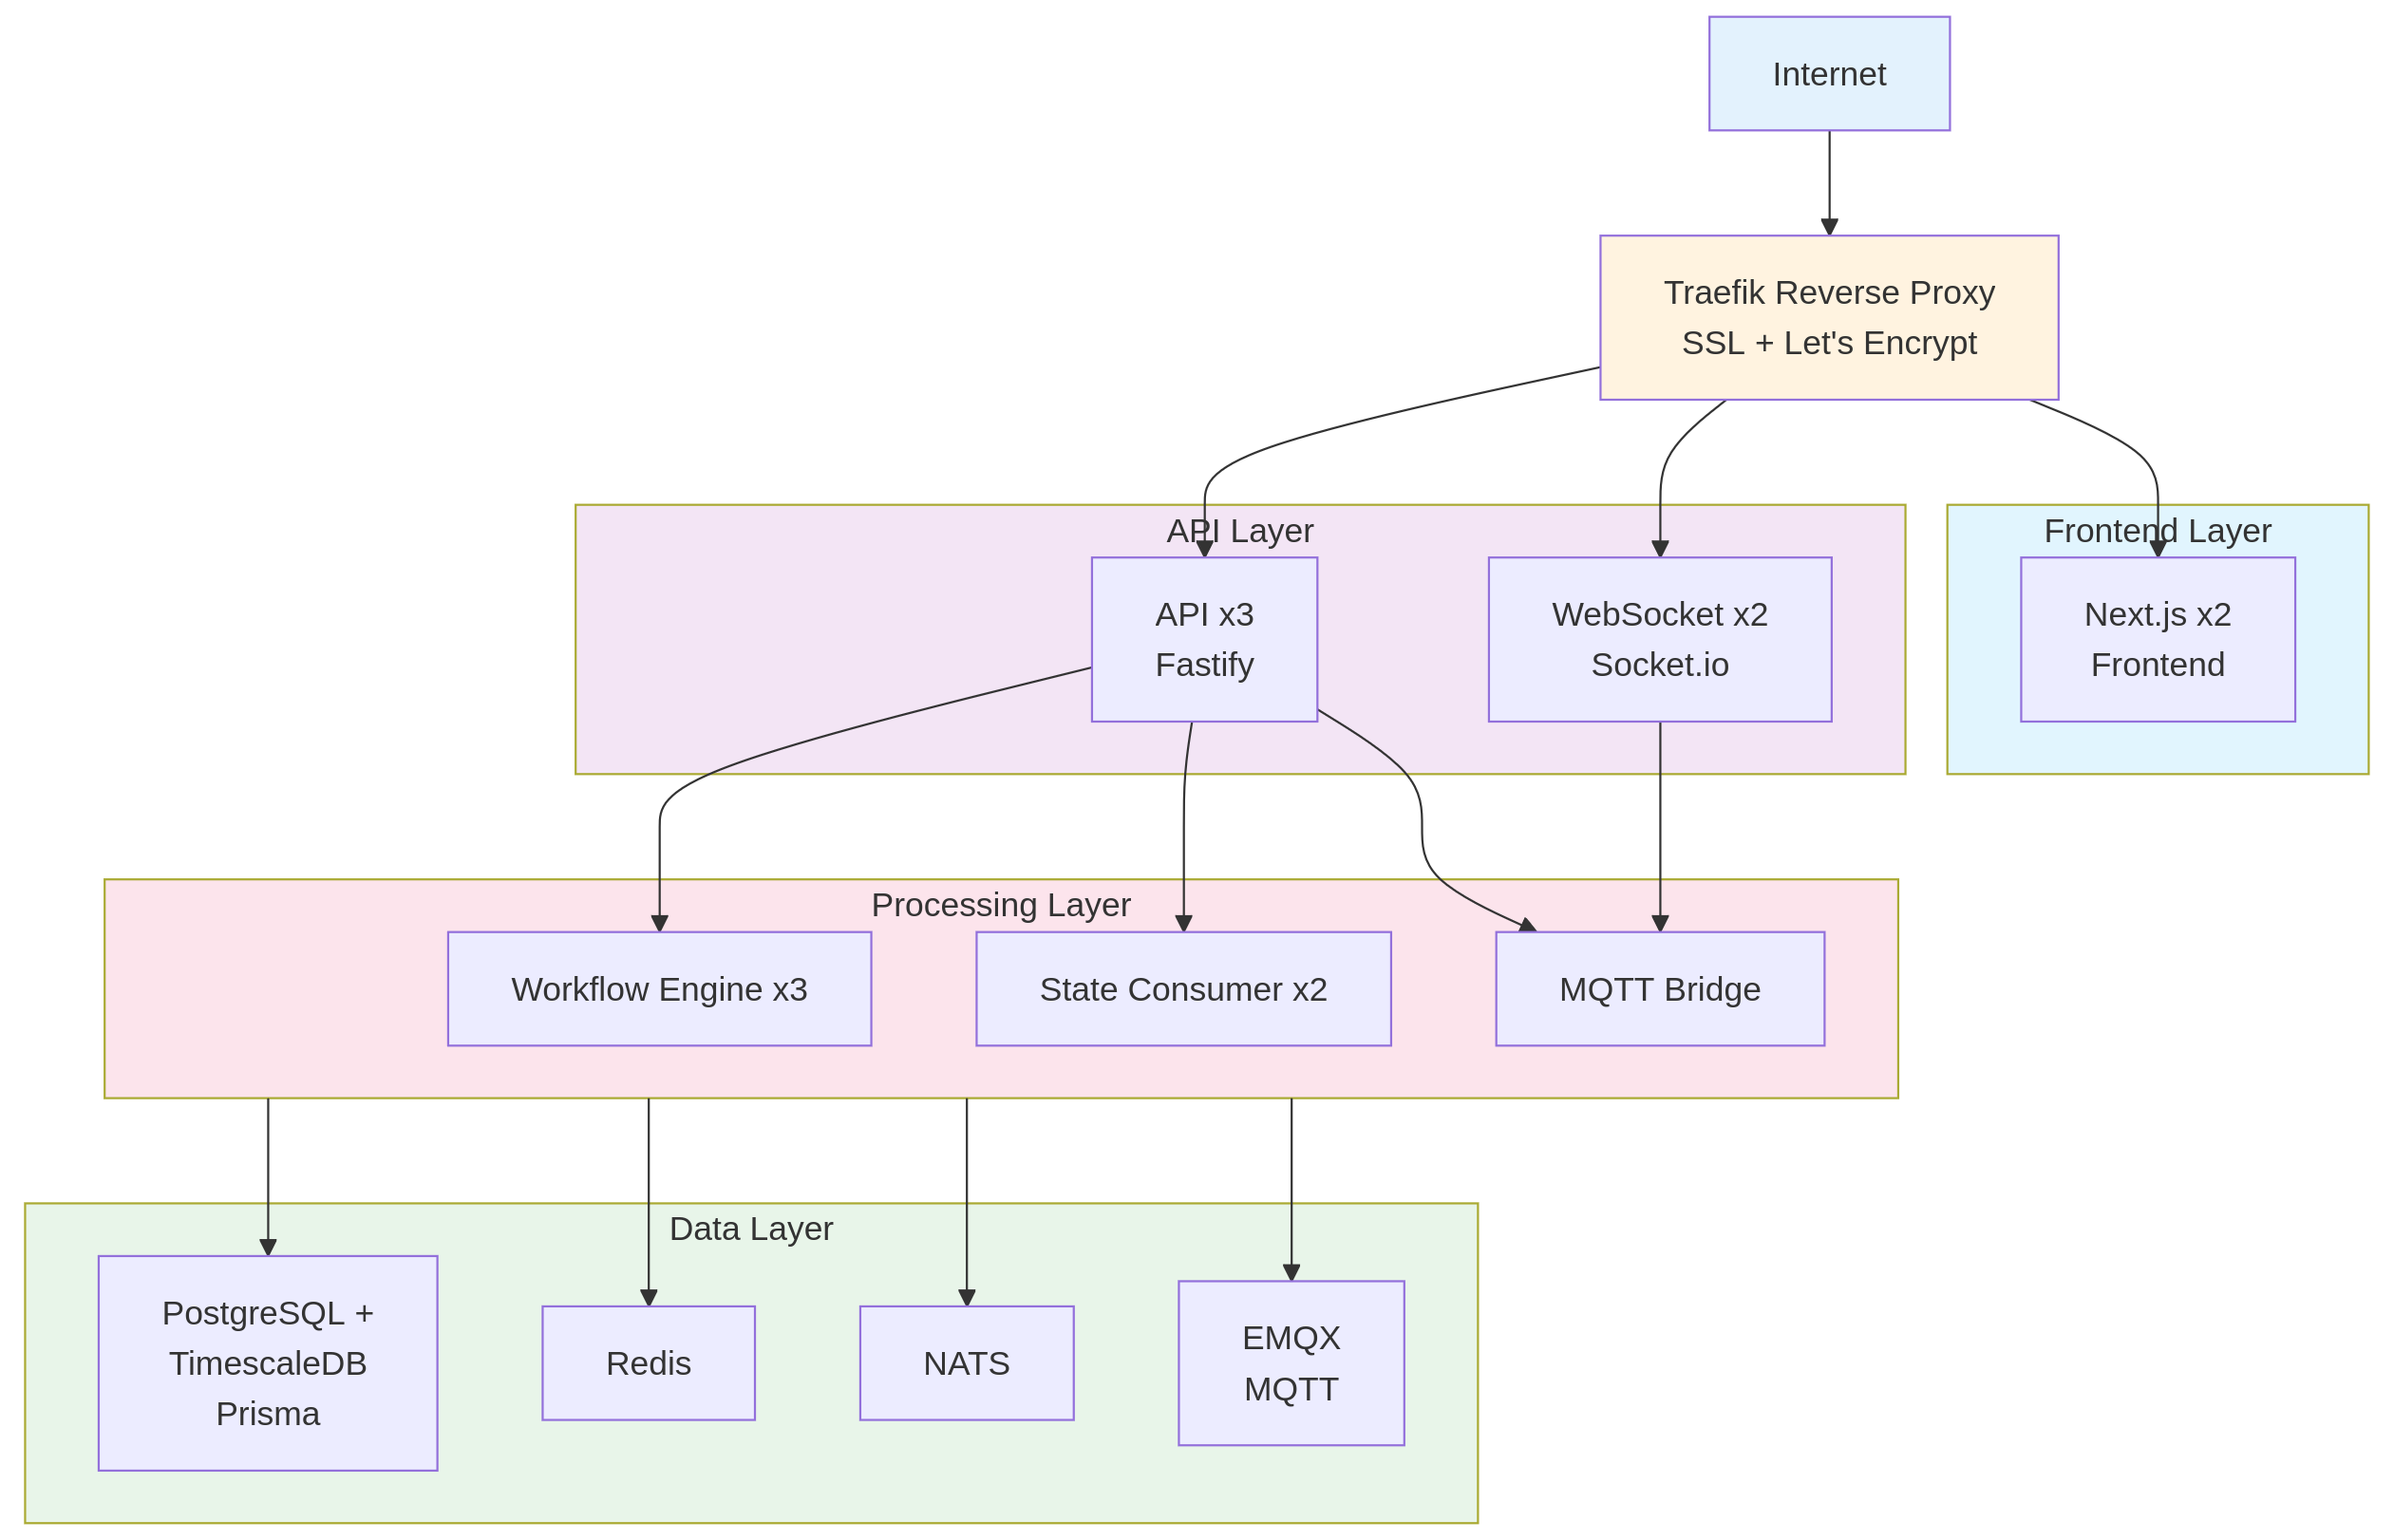 Internet
Traefik Reverse Proxy
SSL + Let's Encrypt
API Layer
API x3
Fastify
WebSocket x2
Socket.io
Frontend Layer
Next.js x2
Frontend
Processing Layer
Workflow Engine x3
State Consumer x2
MQTT Bridge
Data Layer
PostgreSQL +
TimescaleDB
Prisma
Redis
NATS
EMQX
MQTT